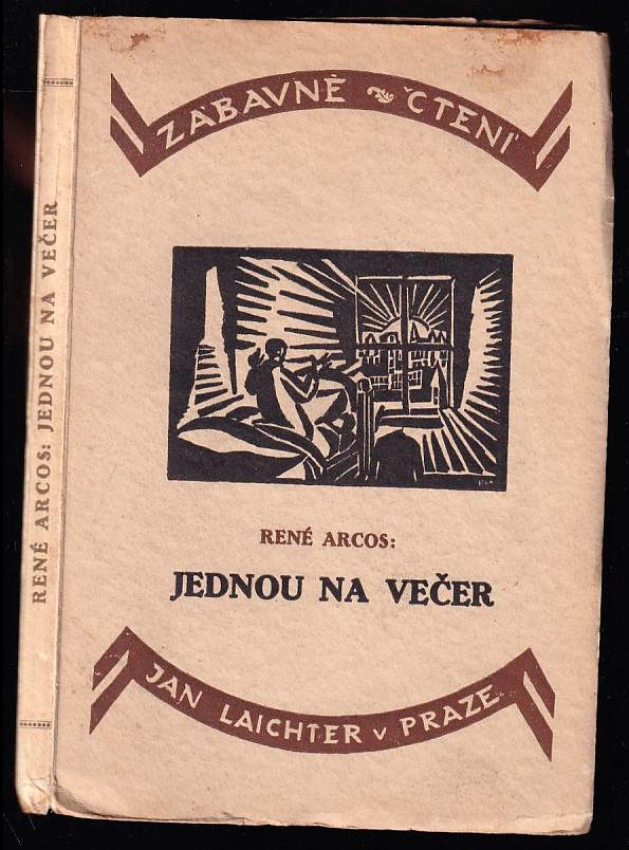 ZÁBAVNÉ ČTENÍ
RENÉ ARCOS:
JEDNOU NA VEČER
JAN LAICHTER V PRAZE
RENÉ ARCOS: JEDNOU NA VEČER